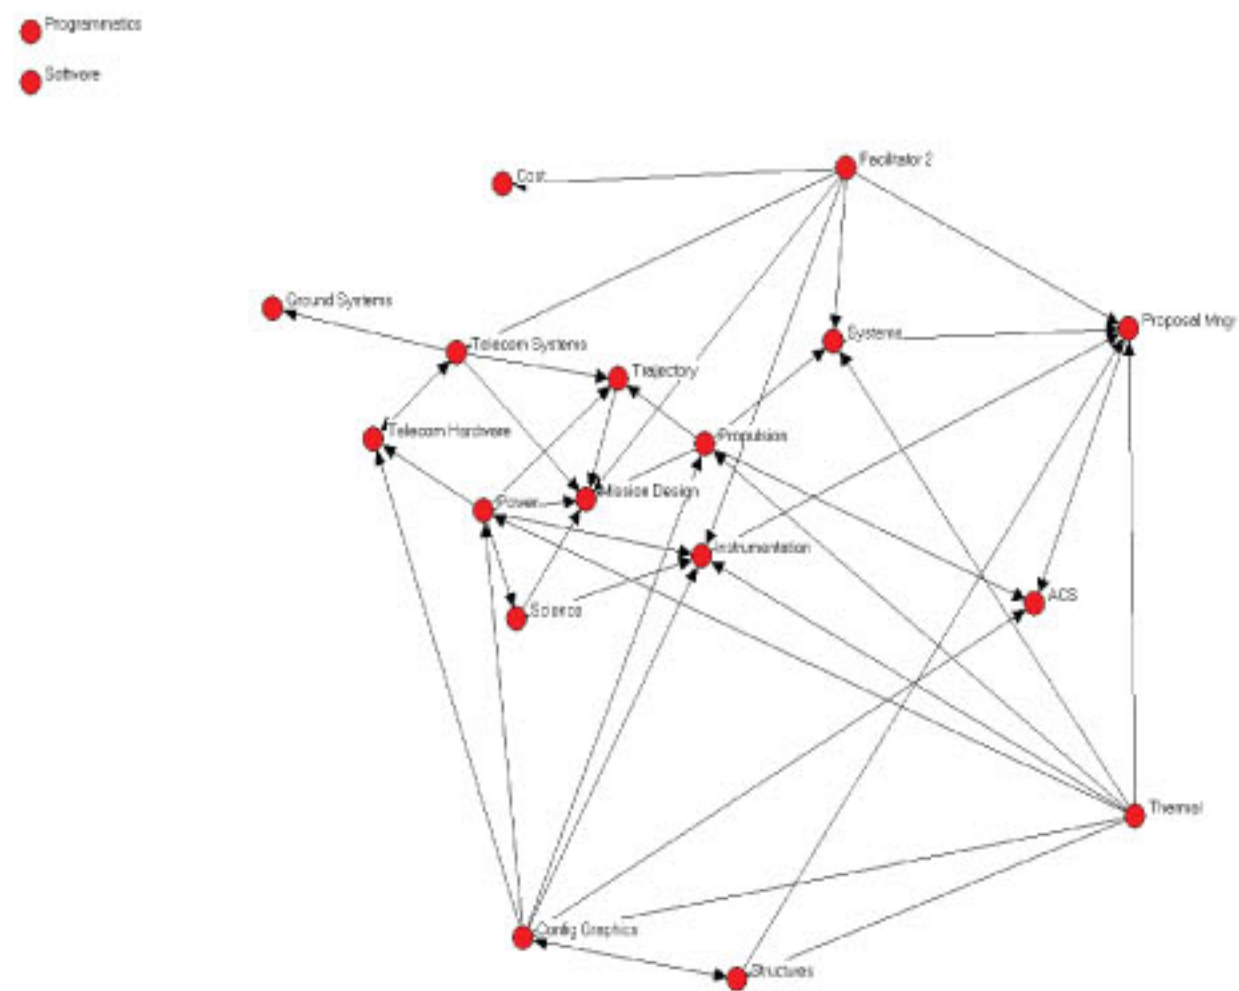 Programmetics
Software
Facilitator 2
Cost
Ground Systems
Proposal Mngr
Systems
Telecom Systems
Trajectory
Telecom Hardware
Propulsion
Mission Design
Power
Instrumentation
ACS
Science
Thermal
Config Graphics
Structures